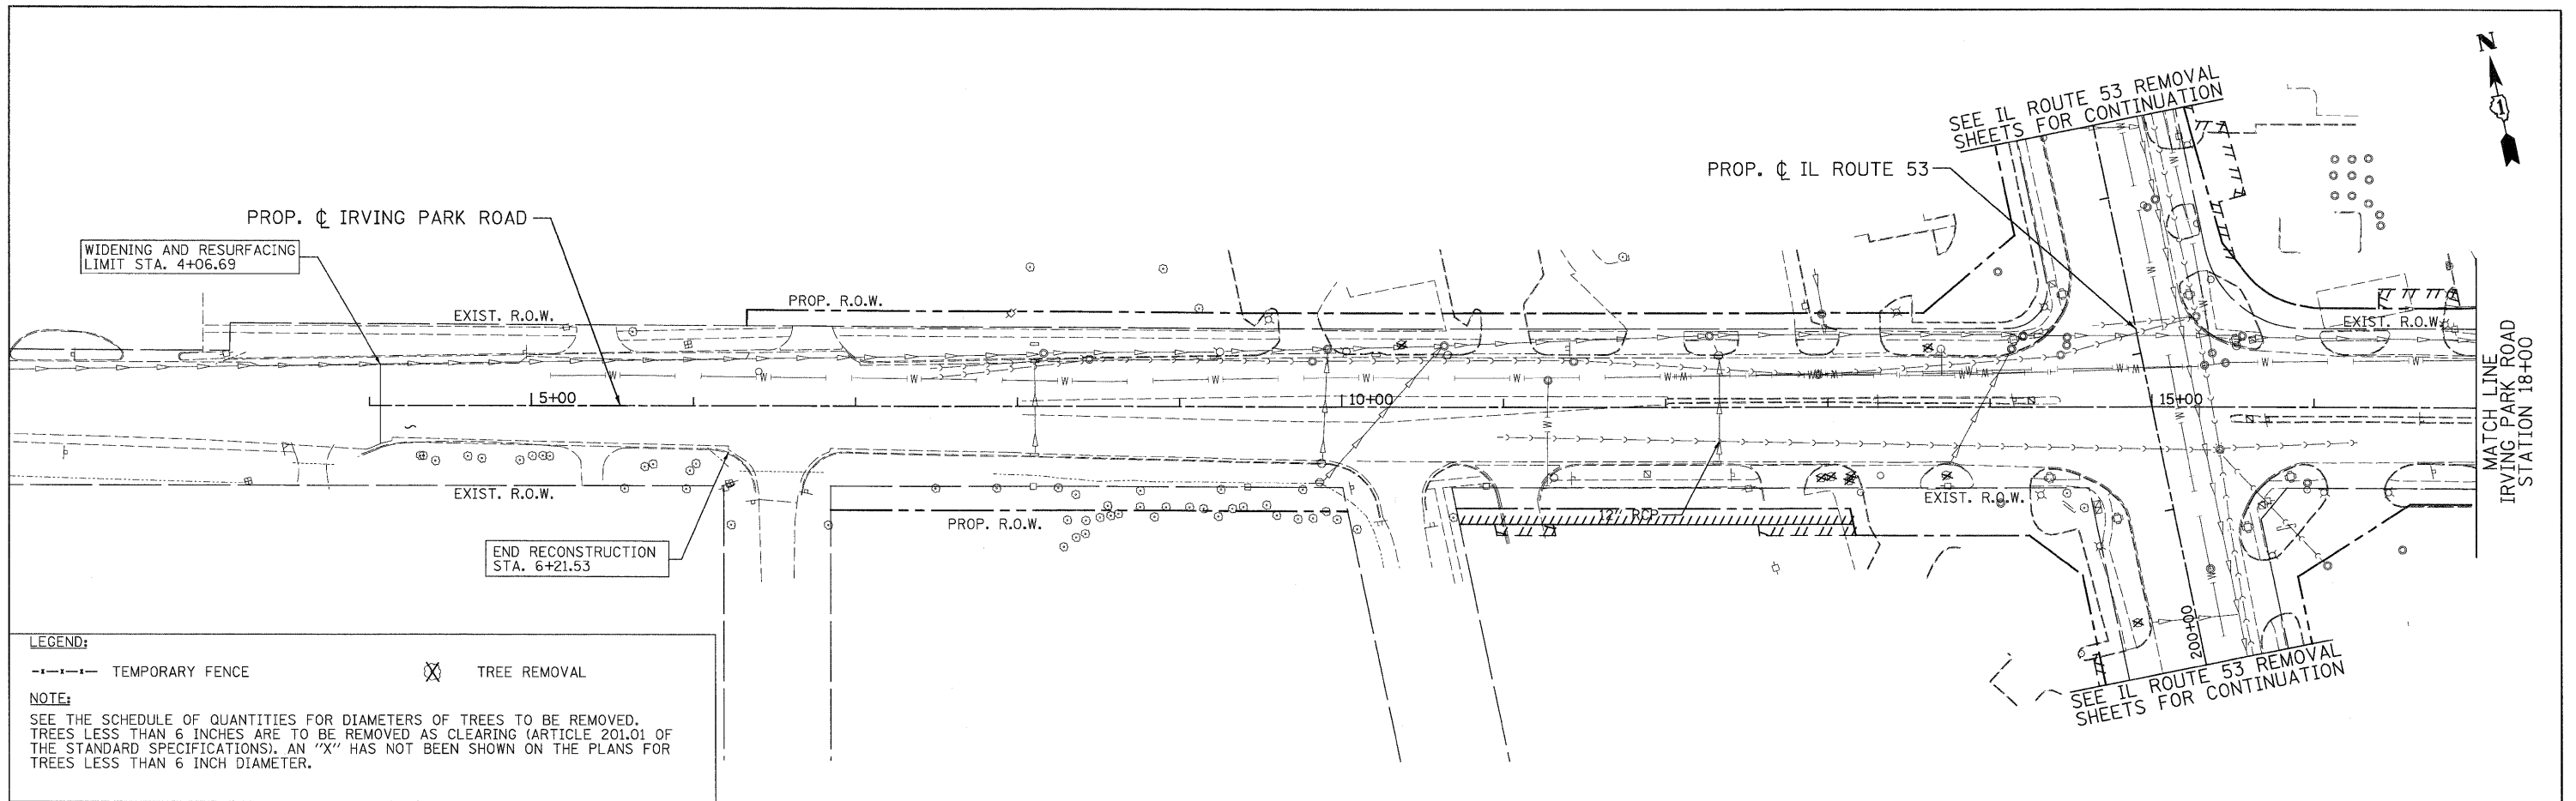 N
1
SEE IL ROUTE 53 REMOVAL
SHEETS FOR CONTINUATION
PROP. ℄ IL ROUTE 53
PROP. ℄ IRVING PARK ROAD
WIDENING AND RESURFACING
LIMIT STA. 4+06.69
EXIST. R.O.W.
PROP. R.O.W.
EXIST. R.O.W.
5+00
10+00
15+00
MATCH LINE
IRVING PARK ROAD
STATION 18+00
EXIST. R.O.W.
PROP. R.O.W.
12" RCP
EXIST. R.O.W.
END RECONSTRUCTION
STA. 6+21.53
200+00
SEE IL ROUTE 53 REMOVAL
SHEETS FOR CONTINUATION
LEGEND:
TEMPORARY FENCE
TREE REMOVAL
NOTE:
SEE THE SCHEDULE OF QUANTITIES FOR DIAMETERS OF TREES TO BE REMOVED.
TREES LESS THAN 6 INCHES ARE TO BE REMOVED AS CLEARING (ARTICLE 201.01 OF
THE STANDARD SPECIFICATIONS). AN "X" HAS NOT BEEN SHOWN ON THE PLANS FOR
TREES LESS THAN 6 INCH DIAMETER.